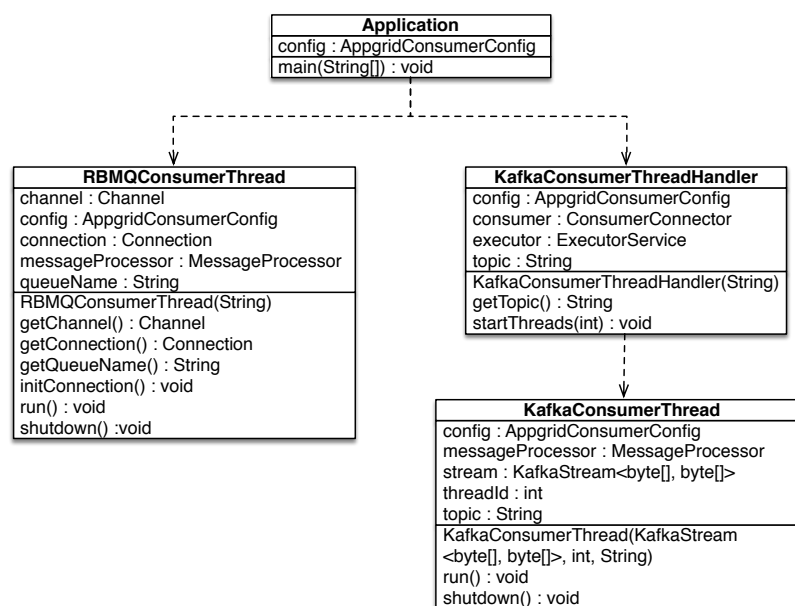 Application
config : AppgridConsumerConfig
main(String[]) : void
RBMQConsumerThread
channel : Channel
config : AppgridConsumerConfig
connection : Connection
messageProcessor : MessageProcessor
queueName : String
RBMQConsumerThread(String)
getChannel() : Channel
getConnection() : Connection
getQueueName() : String
initConnection() : void
run() : void
shutdown() :void
KafkaConsumerThreadHandler
config : AppgridConsumerConfig
consumer : ConsumerConnector
executor : ExecutorService
topic : String
KafkaConsumerThreadHandler(String)
getTopic() : String
startThreads(int) : void
KafkaConsumerThread
config : AppgridConsumerConfig
messageProcessor : MessageProcessor
stream : KafkaStream<byte[], byte[]>
threadId : int
topic : String
KafkaConsumerThread(KafkaStream
<byte[], byte[]>, int, String)
run() : void
shutdown() : void